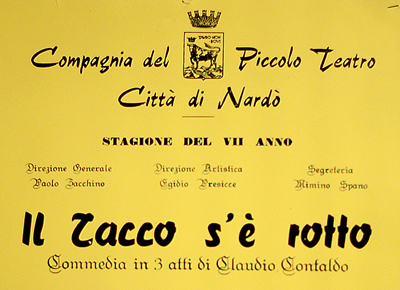 Compagnia del Piccolo Teatro
Città di Nardò
STAGIONE DEL VII ANNO
Direzione Generale
Paolo Zacchino
Direzione Artistica
Egidio Presicce
Segreteria
Mimino Spano
Il Tacco s'è rotto
Commedia in 3 atti di Claudio Contaldo